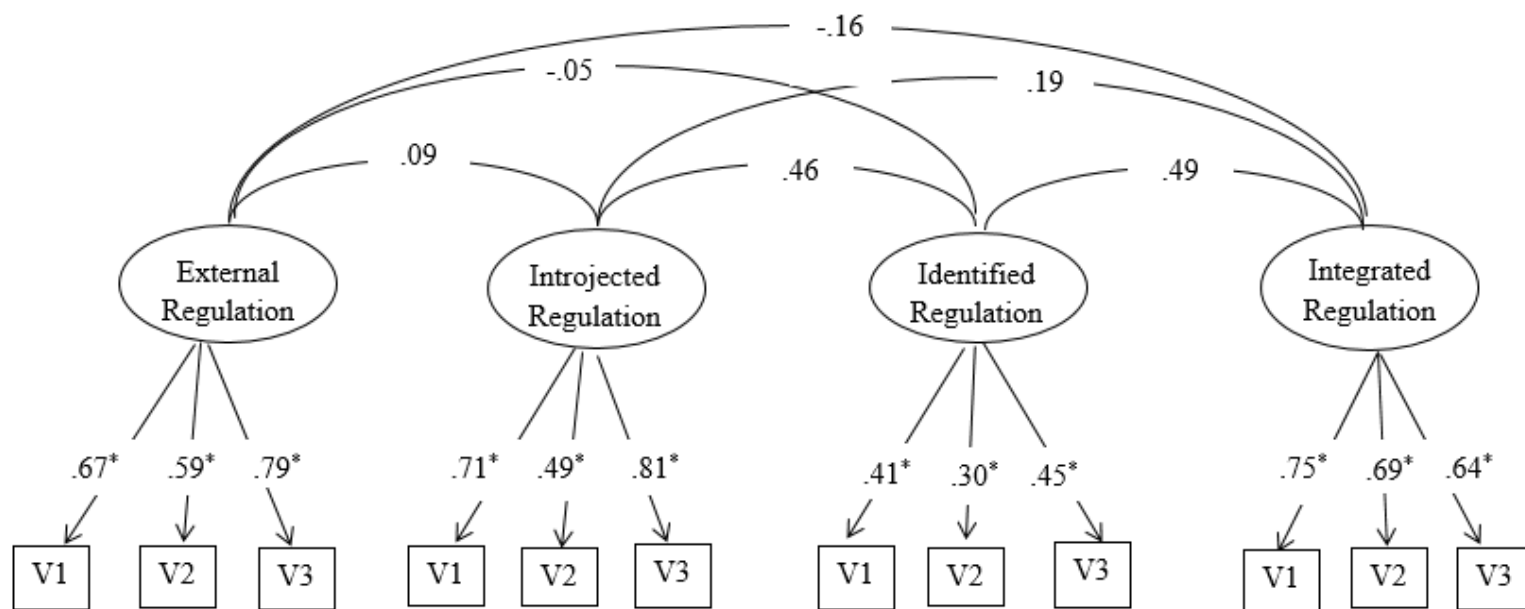 -.16
-.05
.19
.09
.46
.49
External
Regulation
Introjected
Regulation
Identified
Regulation
Integrated
Regulation
.67*
.59*
.79*
.71*
.49*
.81*
.41*
.30*
.45*
.75*
.69*
.64*
V1
V2
V3
V1
V2
V3
V1
V2
V3
V1
V2
V3